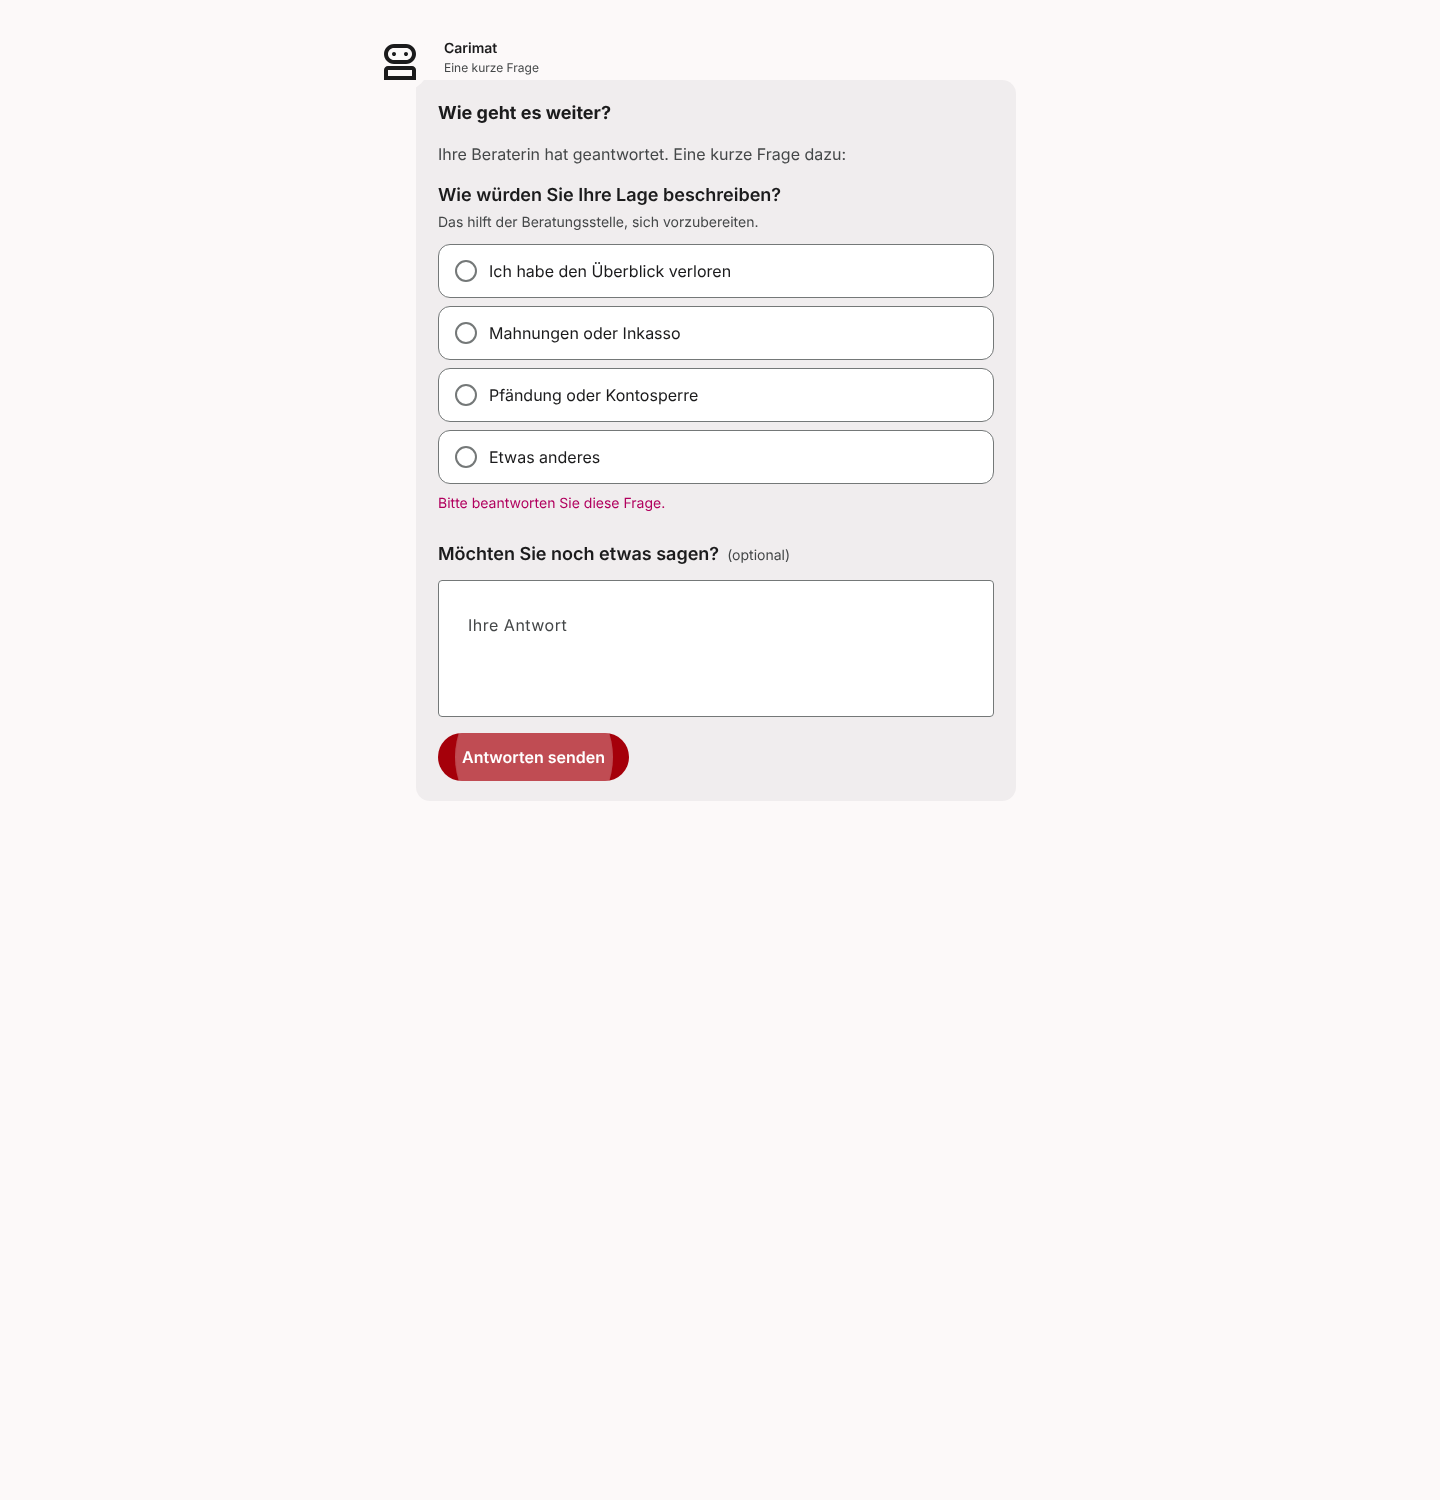 Carimat
Eine kurze Frage
Wie geht es weiter?
Ihre Beraterin hat geantwortet. Eine kurze Frage dazu:
Wie würden Sie Ihre Lage beschreiben?
Das hilft der Beratungsstelle, sich vorzubereiten.
Ich habe den Überblick verloren
Mahnungen oder Inkasso
Pfändung oder Kontosperre
Etwas anderes
Bitte beantworten Sie diese Frage.
Möchten Sie noch etwas sagen? (optional)
Ihre Antwort
Antworten senden